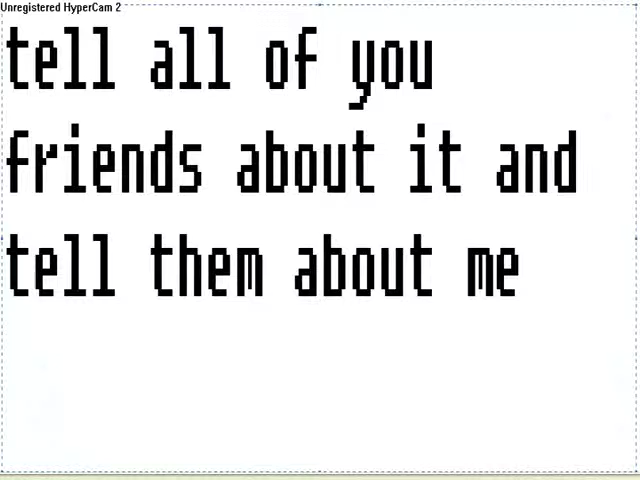 Unregistered HyperCam 2
tell all of you
friends about it and
tell them about me